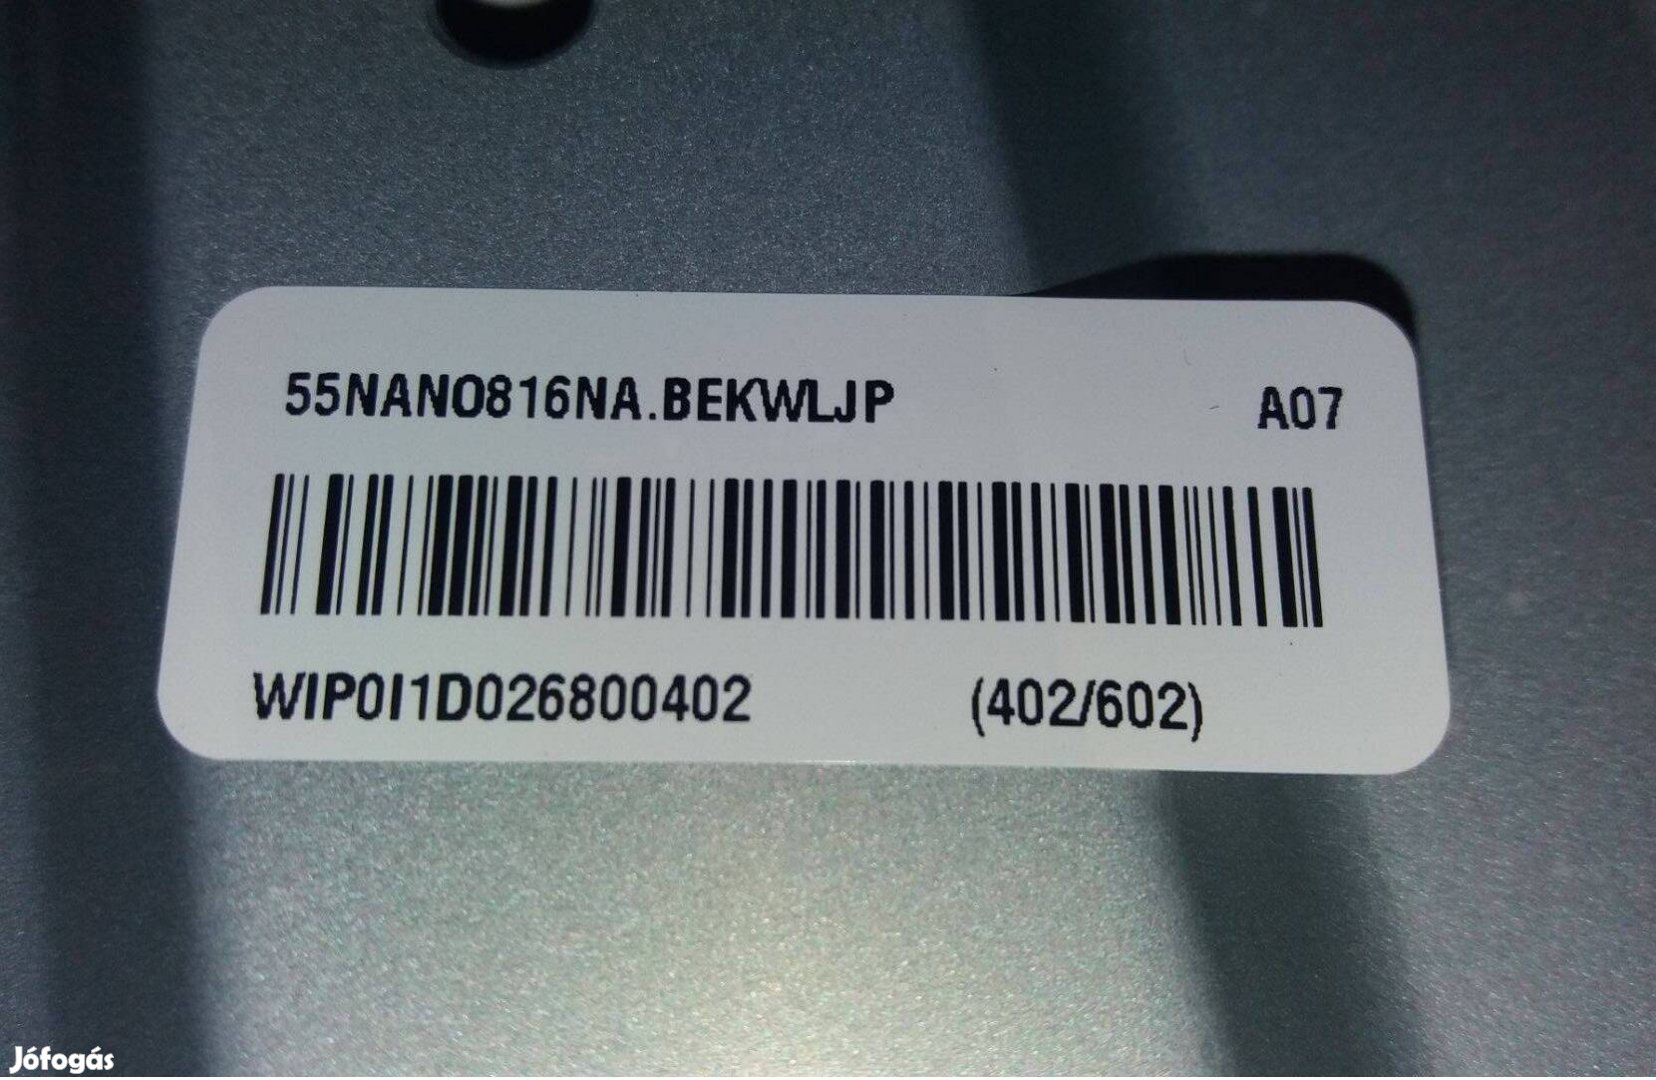 55NANO816NA.BEKWLJP A07
WIP0I1D026800402 (402/602)
Jófogás